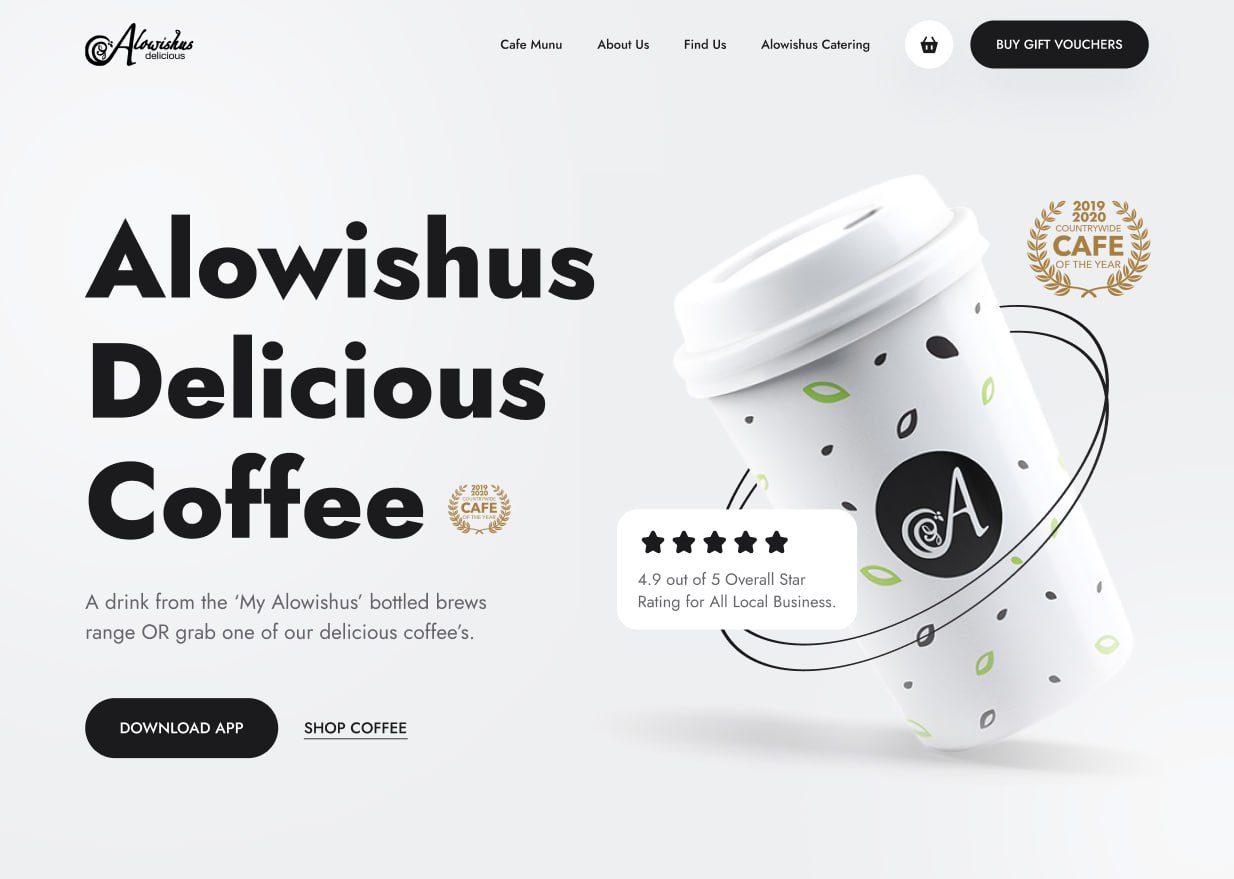 Alowishus
delicious
Cafe Munu
About Us
Find Us
Alowishus Catering
BUY GIFT VOUCHERS
Alowishus
Delicious
Coffee
2019
2020
COUNTRYWIDE
CAFE
OF THE YEAR
A drink from the ‘My Alowishus’ bottled brews
range OR grab one of our delicious coffee’s.
DOWNLOAD APP
SHOP COFFEE
2019
2020
COUNTRYWIDE
CAFE
OF THE YEAR
A
4.9 out of 5 Overall Star
Rating for All Local Business.